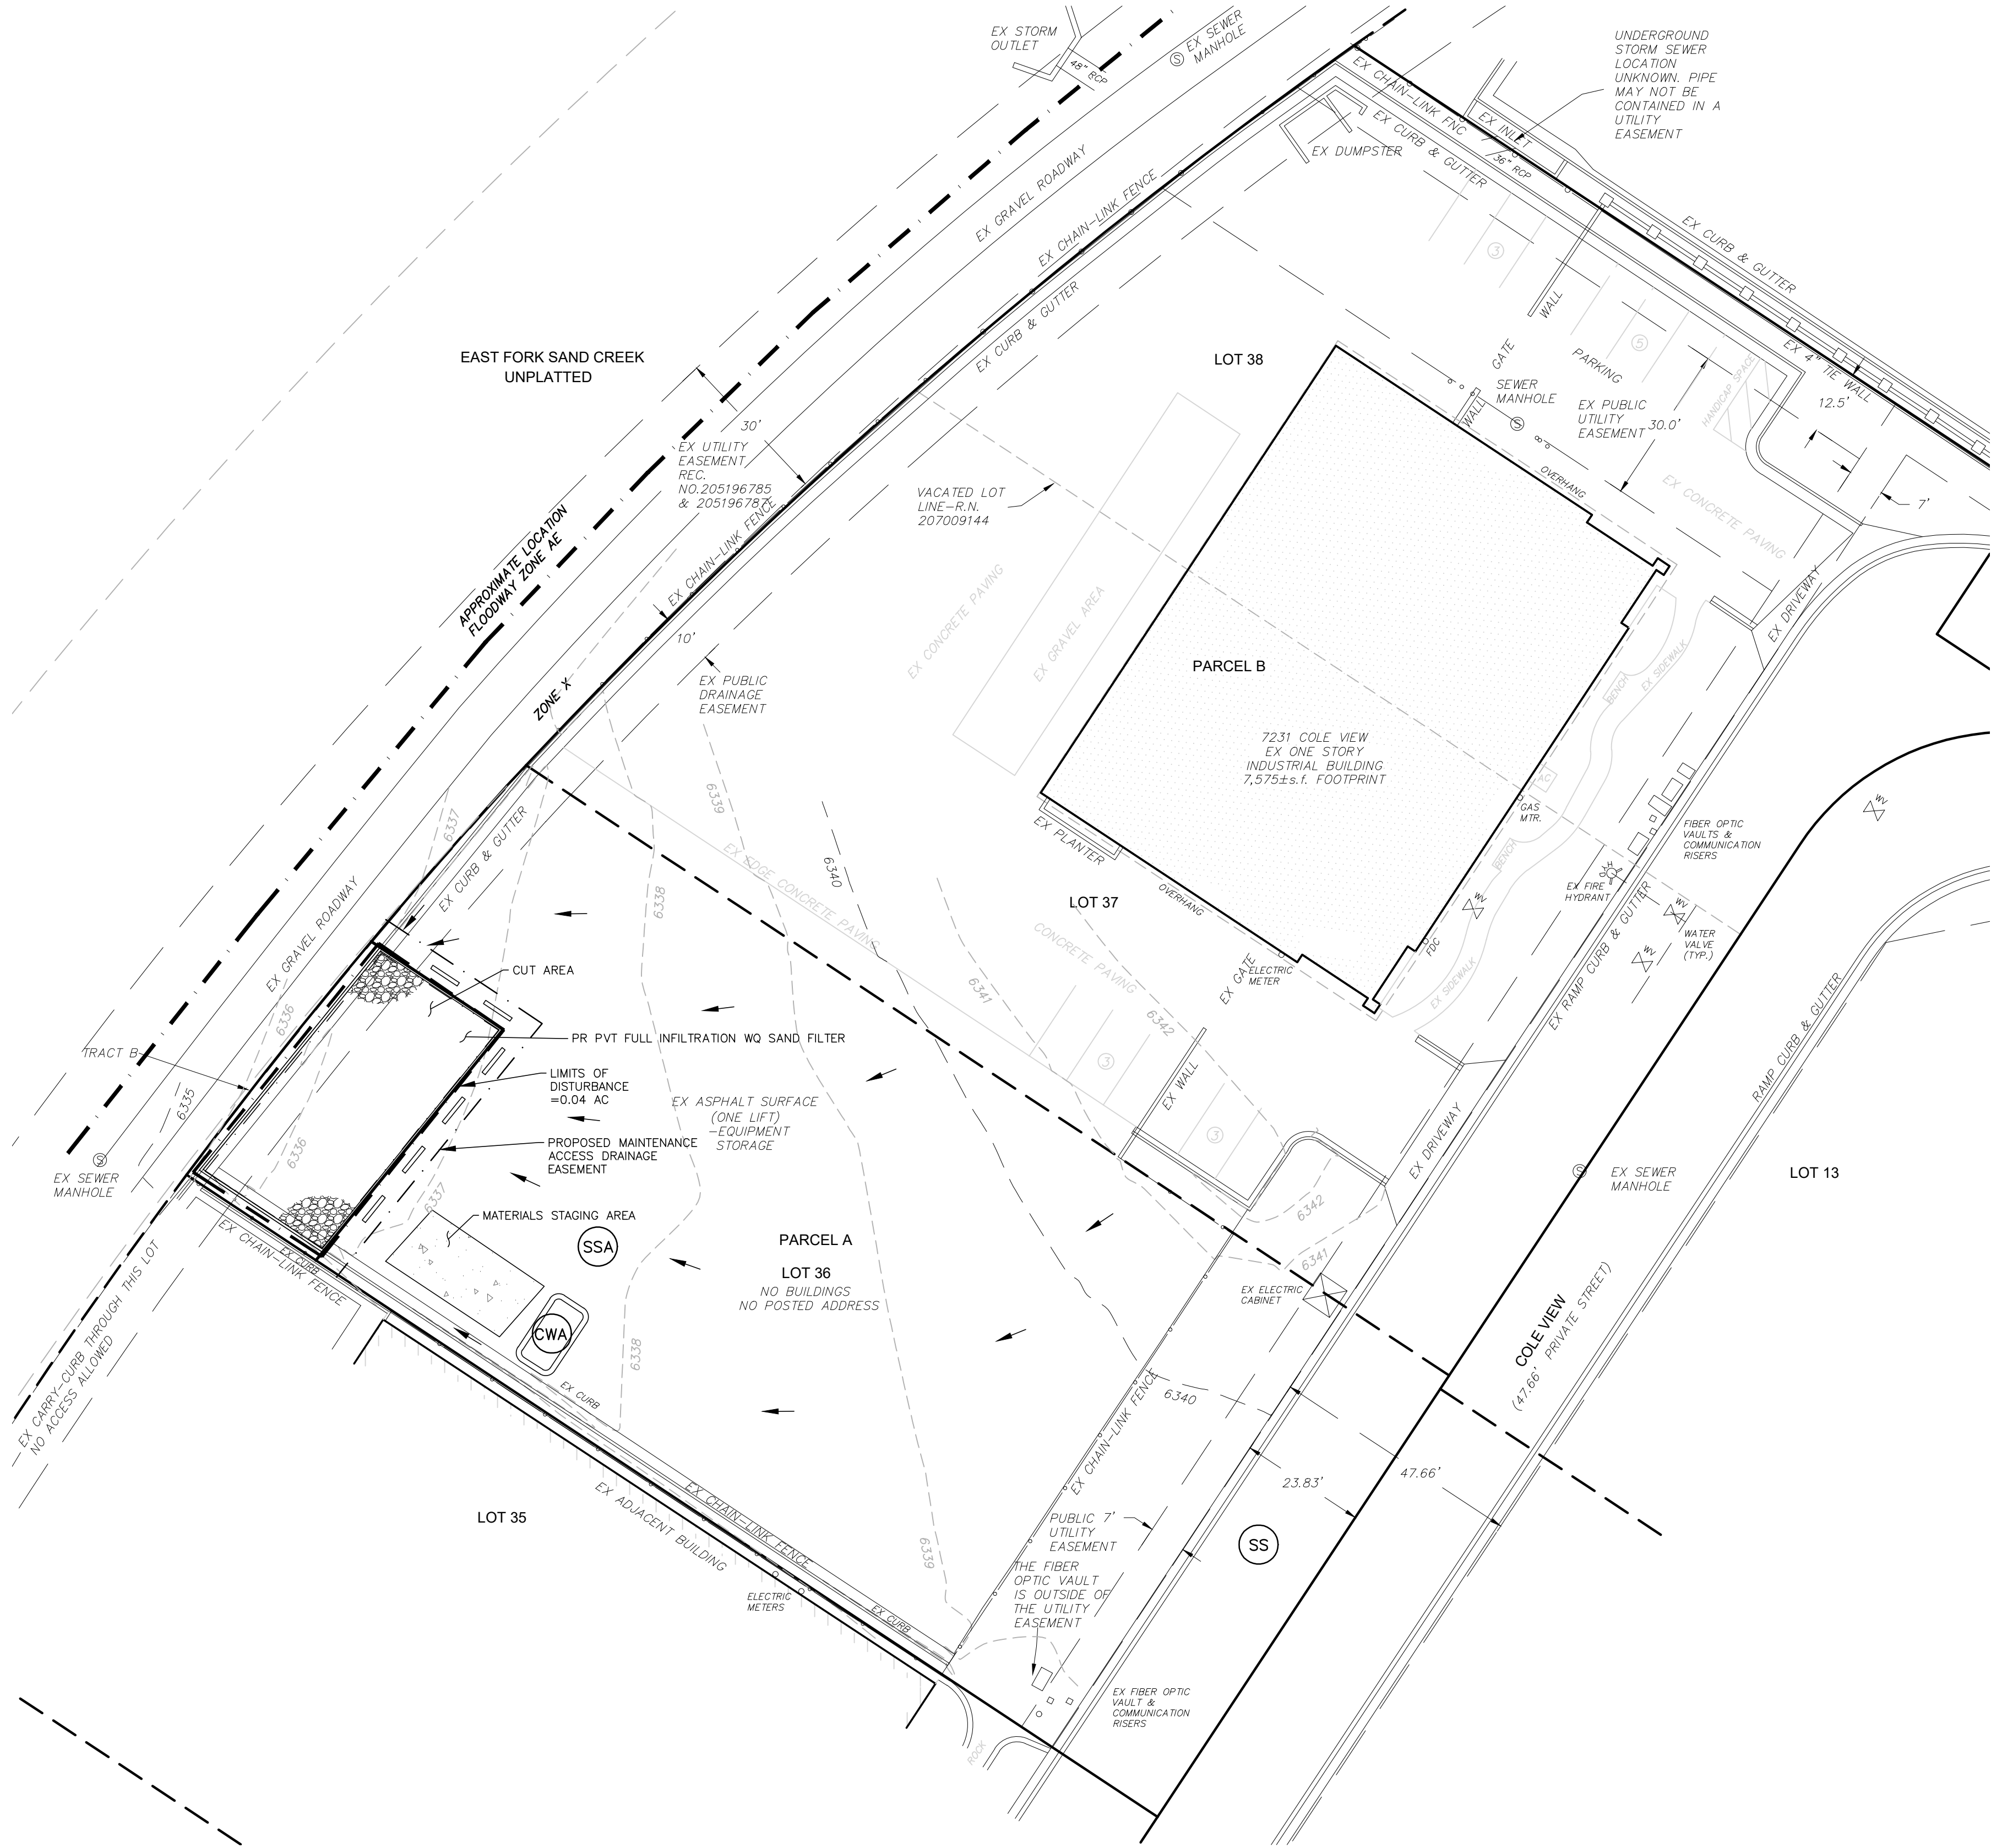 EX STORM
OUTLET
48" RCP
EX SEWER
MANHOLE
UNDERGROUND
STORM SEWER
LOCATION
UNKNOWN. PIPE
MAY NOT BE
CONTAINED IN A
UTILITY
EASEMENT
EX CHAIN-LINK FNC
EX INLET
36" RCP
EX CURB & GUTTER
EX DUMPSTER
EX GRAVEL ROADWAY
EX CHAIN-LINK FENCE
EX CURB & GUTTER
EX CURB & GUTTER
3
WALL
GATE
PARKING
5
EX 4" TIE WALL
HANDICAP SPACE
12.5'
EAST FORK SAND CREEK
UNPLATTED
LOT 38
SEWER
MANHOLE
WALL
EX PUBLIC
UTILITY
EASEMENT
30.0'
30'
EX UTILITY
EASEMENT
REC.
NO.205196785
& 205196787
VACATED LOT
LINE-R.N.
207009144
OVERHANG
EX CONCRETE PAVING
7'
APPROXIMATE LOCATION
FLOODWAY ZONE AE
EX CHAIN-LINK FENCE
EX CONCRETE PAVING
EX GRAVEL AREA
EX DRIVEWAY
10'
EX PUBLIC
DRAINAGE
EASEMENT
ZONE X
PARCEL B
BENCH
EX SIDEWALK
7231 COLE VIEW
EX ONE STORY
INDUSTRIAL BUILDING
7,575±s.f. FOOTPRINT
AC
GAS
MTR.
WV
6337
6339
6340
EX CURB & GUTTER
EX PLANTER
EX EDGE CONCRETE PAVING
FIBER OPTIC
VAULTS &
COMMUNICATION
RISERS
BENCH
6338
LOT 37
OVERHANG
EX FIRE
HYDRANT
WV
WV
WATER
VALVE
(TYP.)
WV
FDC
EX GRAVEL ROADWAY
CUT AREA
CONCRETE PAVING
EX GATE
ELECTRIC
METER
EX SIDEWALK
EX RAMP CURB & GUTTER
6341
6342
6336
PR PVT FULL INFILTRATION WQ SAND FILTER
TRACT B
LIMITS OF
DISTURBANCE
=0.04 AC
3
EX WALL
RAMP CURB & GUTTER
6335
EX ASPHALT SURFACE
(ONE LIFT)
-EQUIPMENT
STORAGE
3
6336
PROPOSED MAINTENANCE
ACCESS DRAINAGE
EASEMENT
EX DRIVEWAY
EX SEWER
MANHOLE
EX SEWER
MANHOLE
LOT 13
6337
MATERIALS STAGING AREA
SSA
6342
6341
EX CHAIN-LINK FENCE
EX CURB
PARCEL A
LOT 36
NO BUILDINGS
NO POSTED ADDRESS
EX ELECTRIC
CABINET
EX CARRY-CURB THROUGH THIS LOT
NO ACCESS ALLOWED
CWA
6338
COLE VIEW
(47.66' PRIVATE STREET)
EX CURB
6340
EX CHAIN-LINK FENCE
23.83'
47.66'
LOT 35
EX CHAIN-LINK FENCE
EX ADJACENT BUILDING
6339
PUBLIC 7'
UTILITY
EASEMENT
SS
THE FIBER
OPTIC VAULT
IS OUTSIDE OF
THE UTILITY
EASEMENT
ELECTRIC
METERS
EX CURB
EX FIBER OPTIC
VAULT &
COMMUNICATION
RISERS
ROCK